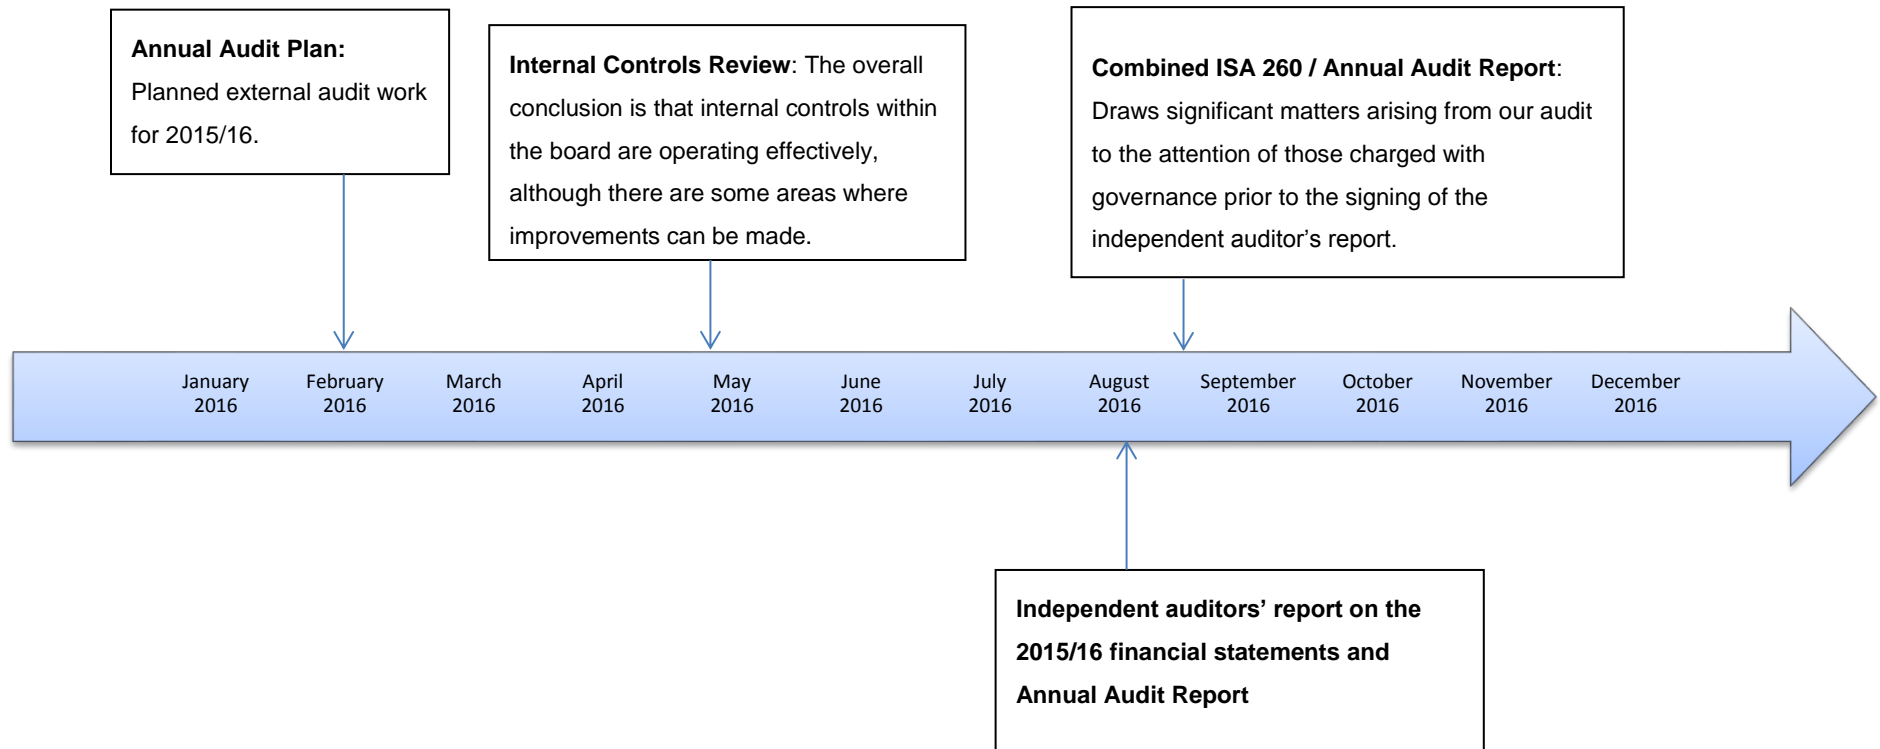 Annual Audit Plan:
Planned external audit work
for 2015/16.
Internal Controls Review: The overall
conclusion is that internal controls within
the board are operating effectively,
although there are some areas where
improvements can be made.
Combined ISA 260 / Annual Audit Report:
Draws significant matters arising from our audit
to the attention of those charged with
governance prior to the signing of the
independent auditor’s report.
January
2016
February
2016
March
2016
April
2016
May
2016
June
2016
July
2016
August
2016
September
2016
October
2016
November
2016
December
2016
Independent auditors’ report on the
2015/16 financial statements and
Annual Audit Report